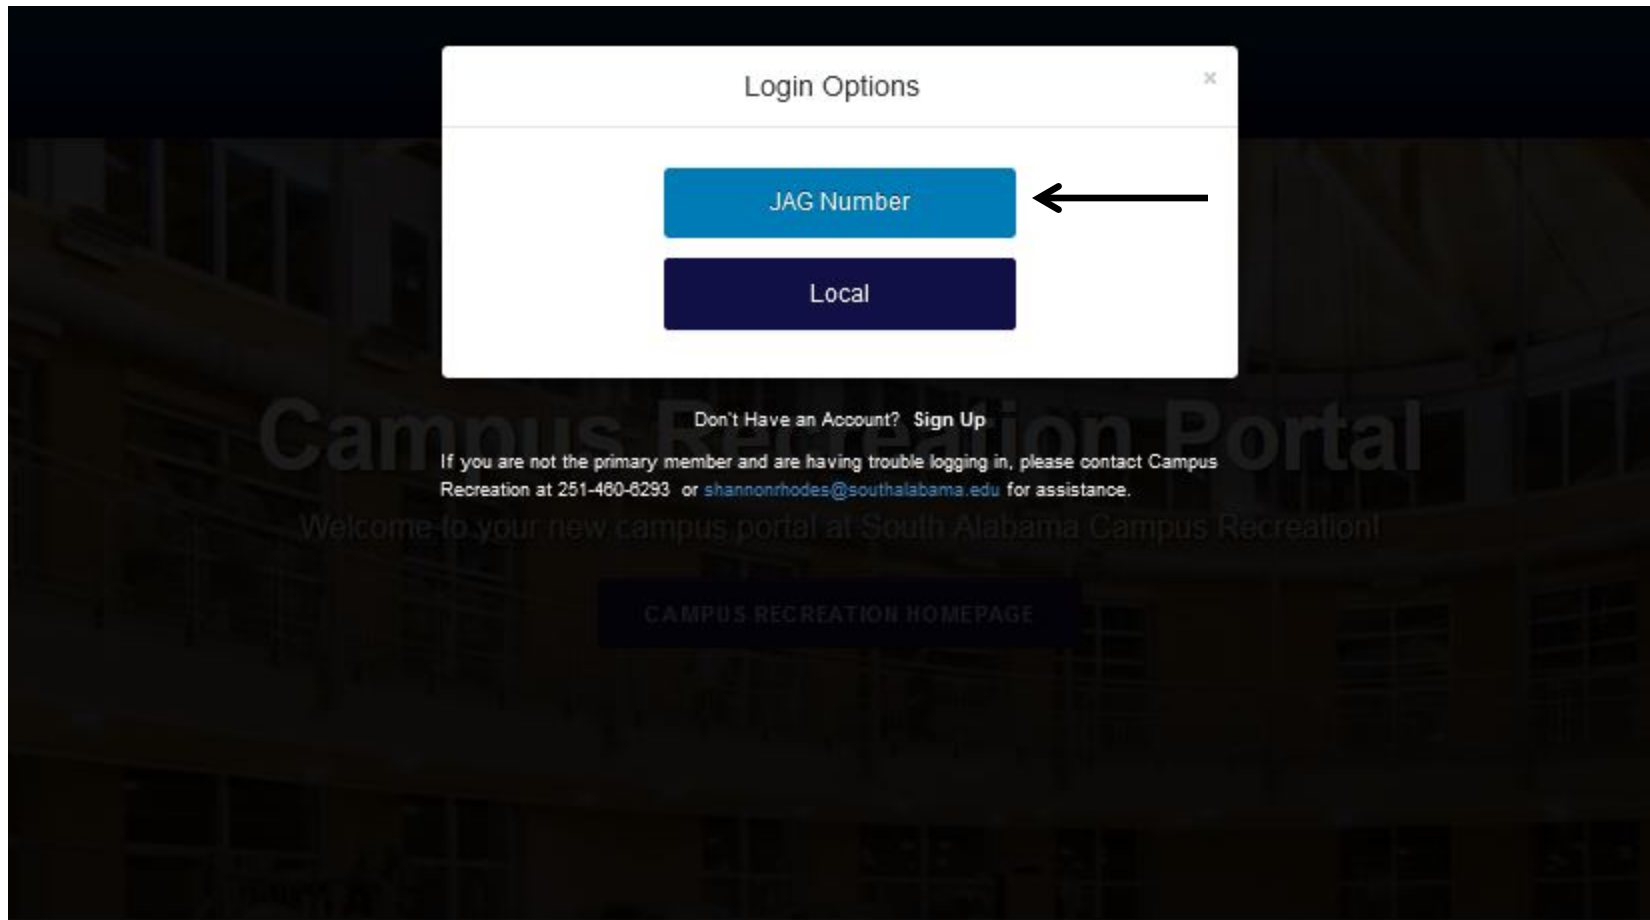 Login Options
×
JAG Number
Local
Don't Have an Account? Sign Up
If you are not the primary member and are having trouble logging in, please contact Campus
Recreation at 251-460-6293 or shannonrhodes@southalabama.edu for assistance.
Campus Recreation Portal
Welcome to your new campus portal at South Alabama Campus Recreation!
CAMPUS RECREATION HOMEPAGE